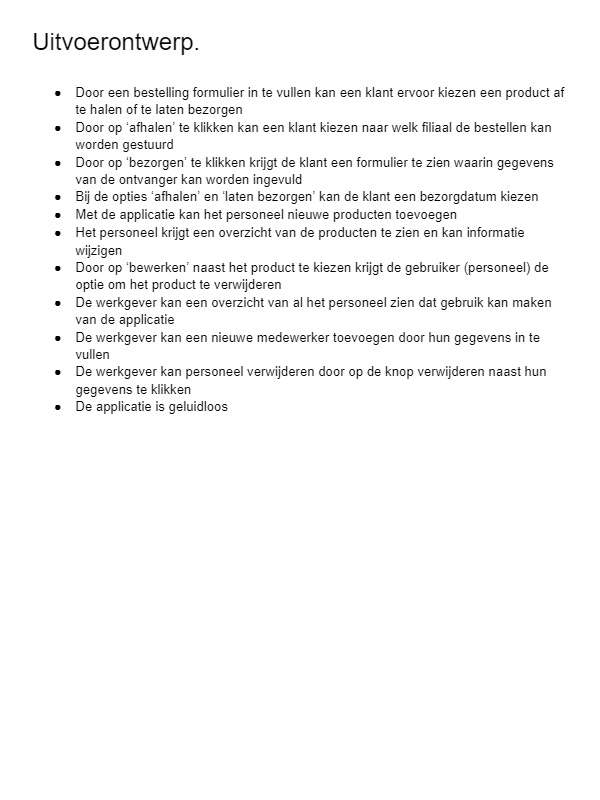 Uitvoerontwerp.
● Door een bestelling formulier in te vullen kan een klant ervoor kiezen een product af
te halen of te laten bezorgen
● Door op ‘afhalen’ te klikken kan een klant kiezen naar welk filiaal de bestellen kan
worden gestuurd
● Door op ‘bezorgen’ te klikken krijgt de klant een formulier te zien waarin gegevens
van de ontvanger kan worden ingevuld
● Bij de opties ‘afhalen’ en ‘laten bezorgen’ kan de klant een bezorgdatum kiezen
● Met de applicatie kan het personeel nieuwe producten toevoegen
● Het personeel krijgt een overzicht van de producten te zien en kan informatie
wijzigen
● Door op ‘bewerken’ naast het product te kiezen krijgt de gebruiker (personeel) de
optie om het product te verwijderen
● De werkgever kan een overzicht van al het personeel zien dat gebruik kan maken
van de applicatie
● De werkgever kan een nieuwe medewerker toevoegen door hun gegevens in te
vullen
● De werkgever kan personeel verwijderen door op de knop verwijderen naast hun
gegevens te klikken
● De applicatie is geluidloos